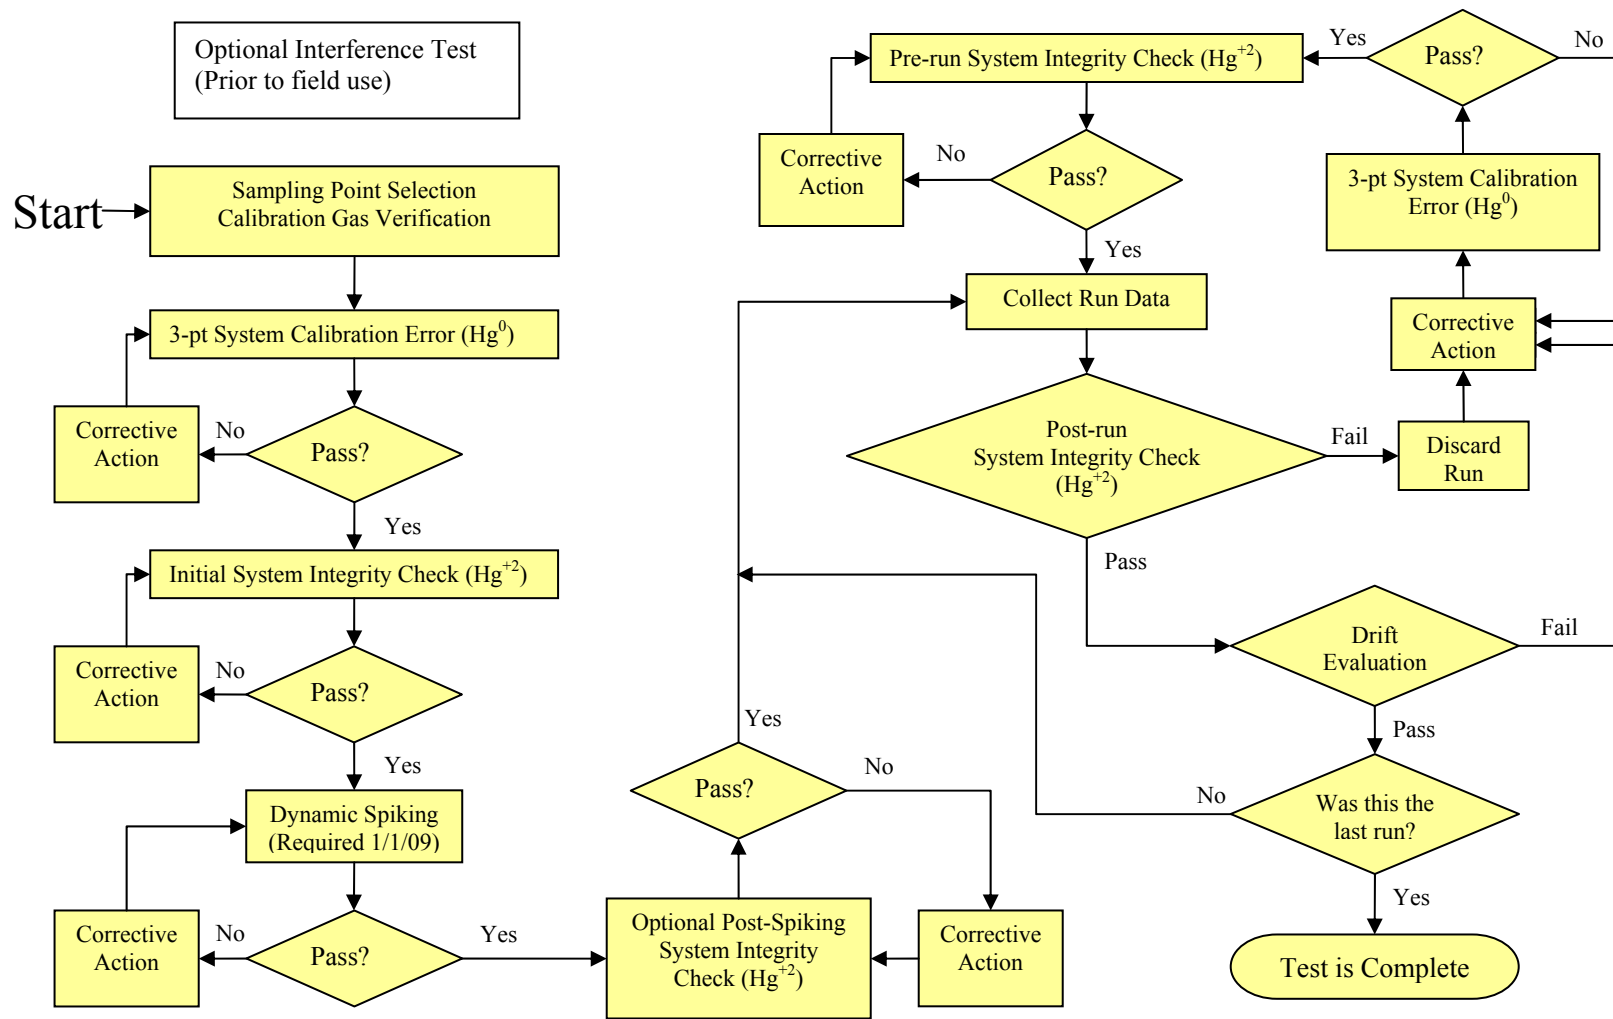 Optional Interference Test
(Prior to field use)
Start
Sampling Point Selection
Calibration Gas Verification
3-pt System Calibration Error (Hg⁰)
Corrective
Action
No
Pass?
Yes
Initial System Integrity Check (Hg⁺²)
Corrective
Action
No
Pass?
Yes
Dynamic Spiking
(Required 1/1/09)
Corrective
Action
No
Pass?
Yes
Optional Post-Spiking
System Integrity
Check (Hg⁺²)
Corrective
Action
No
Pass?
Yes
Pre-run System Integrity Check (Hg⁺²)
Yes
Pass?
No
Corrective
Action
No
Pass?
Yes
3-pt System Calibration
Error (Hg⁰)
Collect Run Data
Corrective
Action
Post-run
System Integrity Check
(Hg⁺²)
Fail
Discard
Run
Pass
Drift
Evaluation
Fail
Pass
No
Was this the
last run?
Yes
Test is Complete